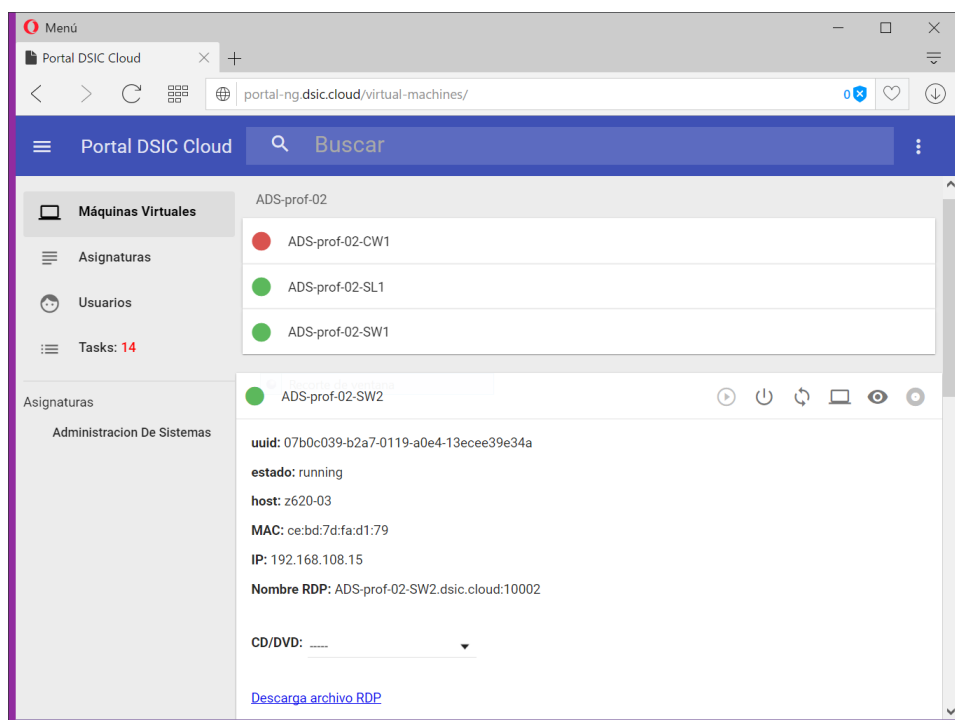 Menú
Portal DSIC Cloud
portal-ng.dsic.cloud/virtual-machines/
0
Portal DSIC Cloud
Buscar
Máquinas Virtuales
Asignaturas
Usuarios
Tasks: 14
Asignaturas
Administracion De Sistemas
ADS-prof-02
ADS-prof-02-CW1
ADS-prof-02-SL1
ADS-prof-02-SW1
ADS-prof-02-SW2
uuid: 07b0c039-b2a7-0119-a0e4-13ecee39e34a
estado: running
host: z620-03
MAC: ce:bd:7d:fa:d1:79
IP: 192.168.108.15
Nombre RDP: ADS-prof-02-SW2.dsic.cloud:10002
CD/DVD: -----
Descarga archivo RDP